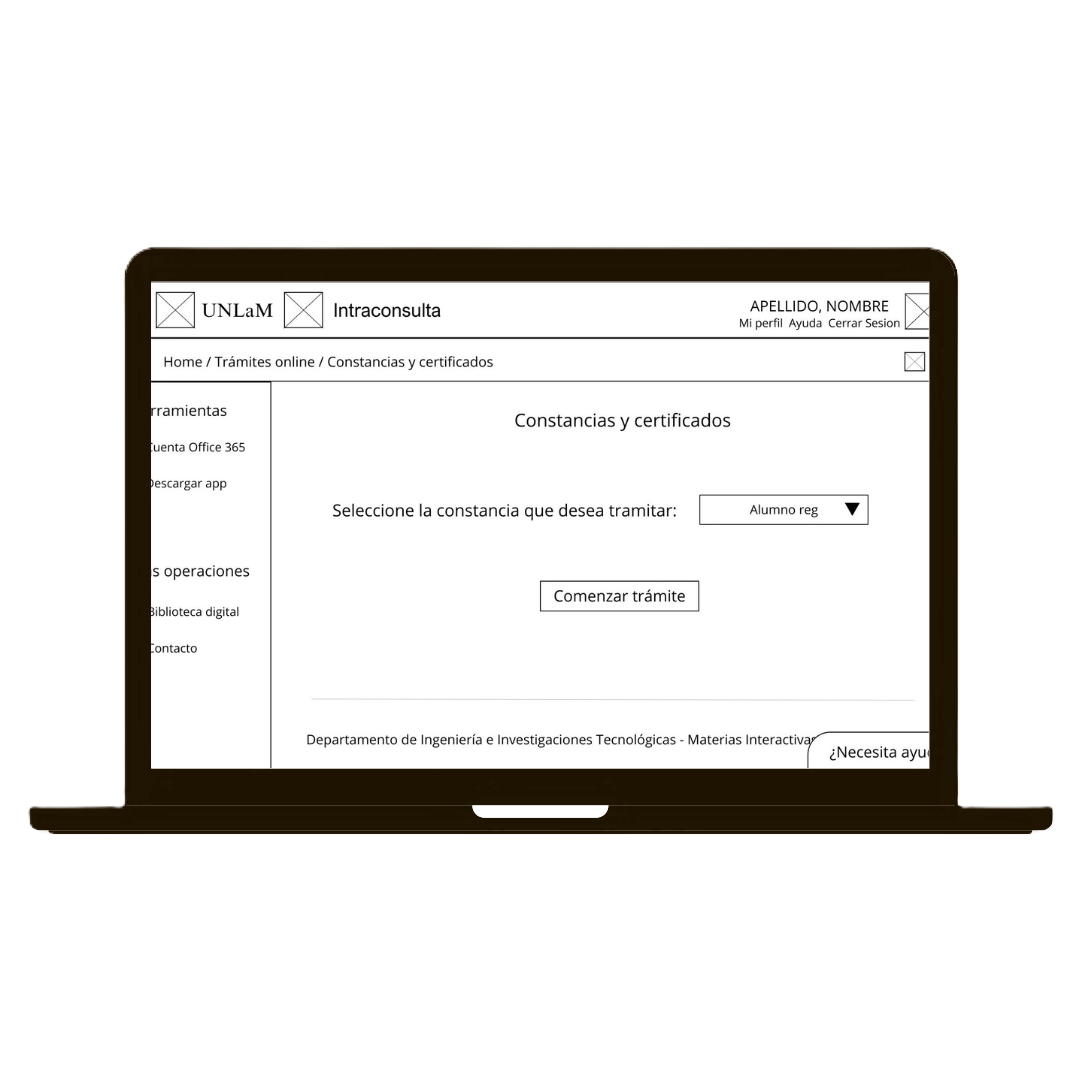 UNLaM Intraconsulta
APELLIDO, NOMBRE
Mi perfil Ayuda Cerrar Sesion
Home / Trámites online / Constancias y certificados
rramientas
Cuenta Office 365
Descargar app
s operaciones
Biblioteca digital
Contacto
Constancias y certificados
Seleccione la constancia que desea tramitar: Alumno reg
Comenzar trámite
Departamento de Ingeniería e Investigaciones Tecnológicas - Materias Interactivas
¿Necesita ayu